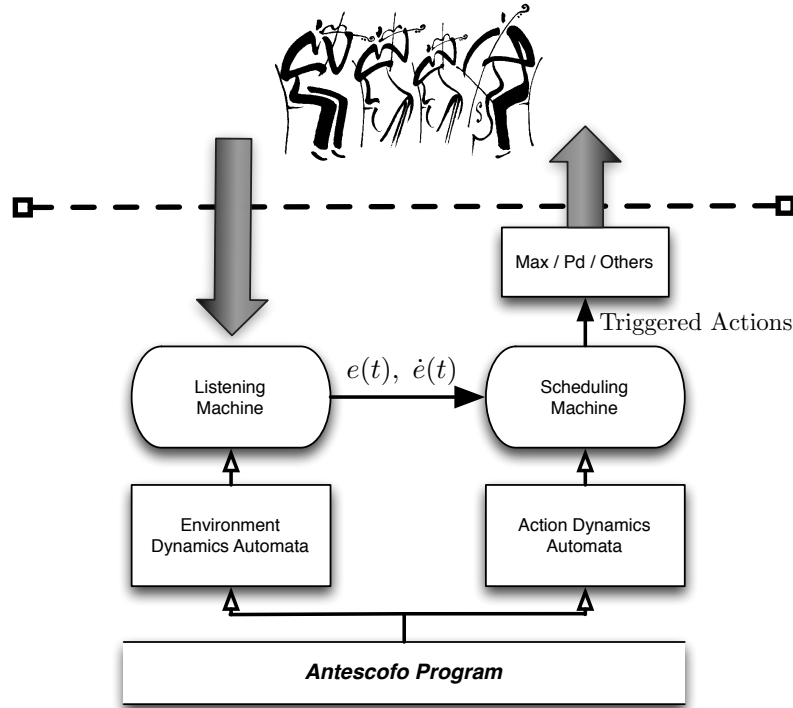 Max / Pd / Others
Triggered Actions
Listening
Machine
e(t), ė(t)
Scheduling
Machine
Environment
Dynamics Automata
Action Dynamics
Automata
Antescofo Program